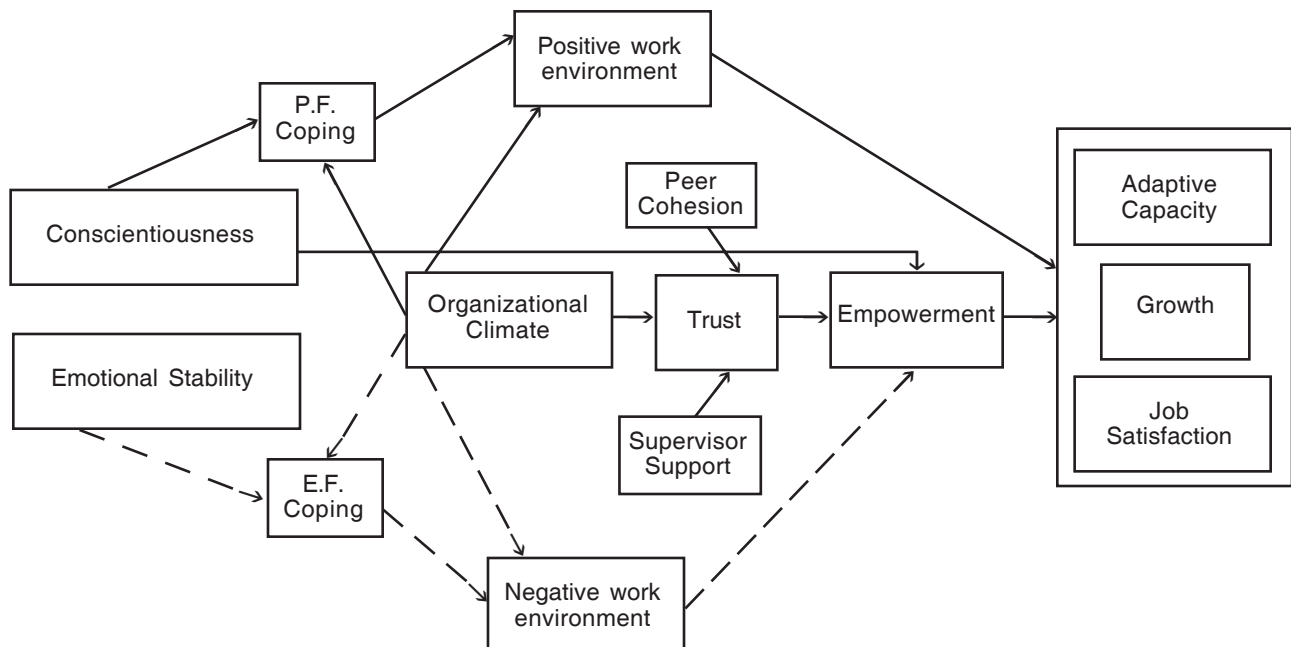 Positive work
environment
P.F.
Coping
Peer
Cohesion
Adaptive
Capacity
Conscientiousness
Organizational
Climate
Trust
Empowerment
Growth
Emotional Stability
Job
Satisfaction
Supervisor
Support
E.F.
Coping
Negative work
environment